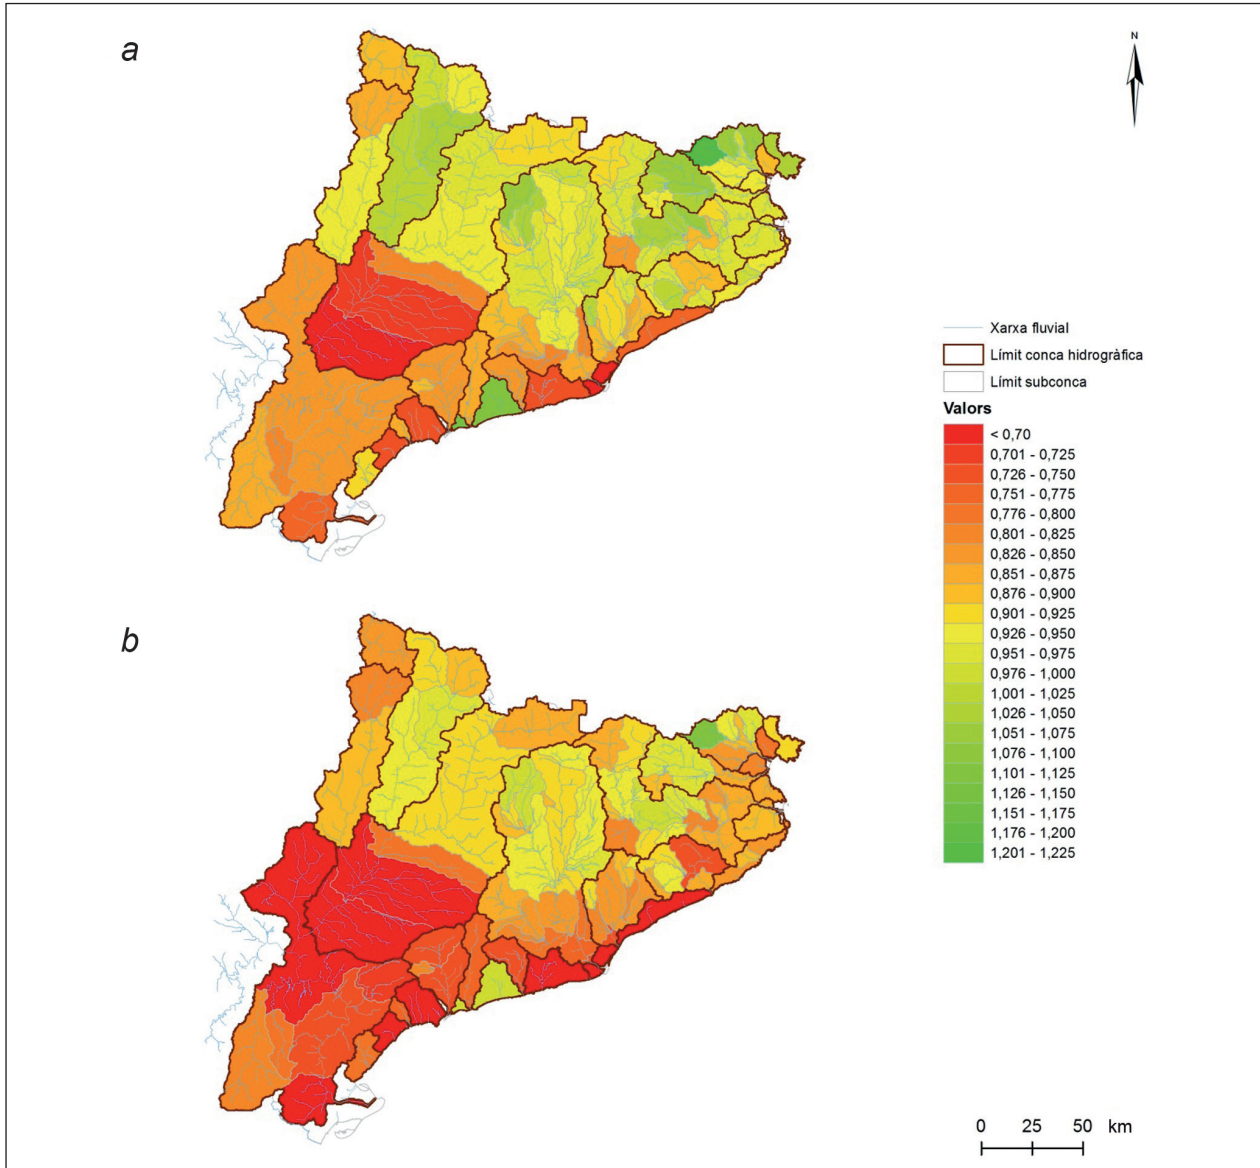 a
N
Xarxa fluvial
Límit conca hidrogràfica
Límit subconca
Valors
< 0,70
0,701 - 0,725
0,726 - 0,750
0,751 - 0,775
0,776 - 0,800
0,801 - 0,825
0,826 - 0,850
0,851 - 0,875
0,876 - 0,900
0,901 - 0,925
0,926 - 0,950
0,951 - 0,975
0,976 - 1,000
1,001 - 1,025
1,026 - 1,050
1,051 - 1,075
1,076 - 1,100
1,101 - 1,125
1,126 - 1,150
1,151 - 1,175
1,176 - 1,200
1,201 - 1,225
b
0 25 50 km